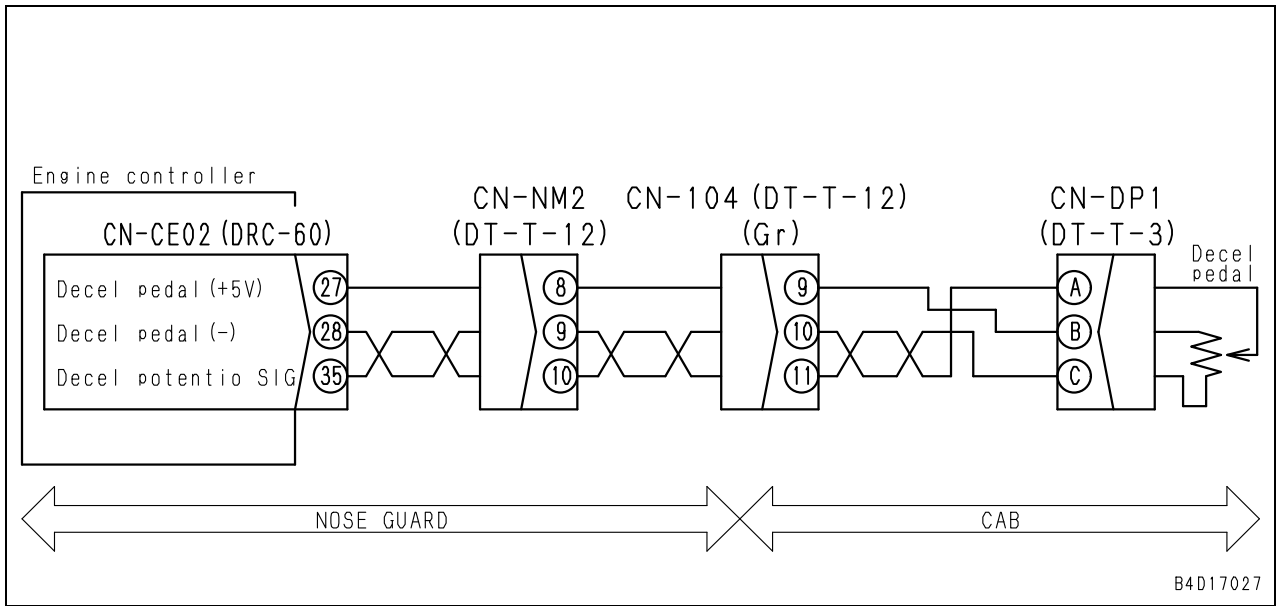 Engine controller
CN-CE02 (DRC-60)
Decel pedal (+5V)
Decel pedal (-)
Decel potentio SIG
27
28
35
CN-NM2
(DT-T-12)
8
9
10
CN-104 (DT-T-12)
(Gr)
9
10
11
CN-DP1
(DT-T-3)
A
B
C
Decel
pedal
NOSE GUARD
CAB
B4D17027